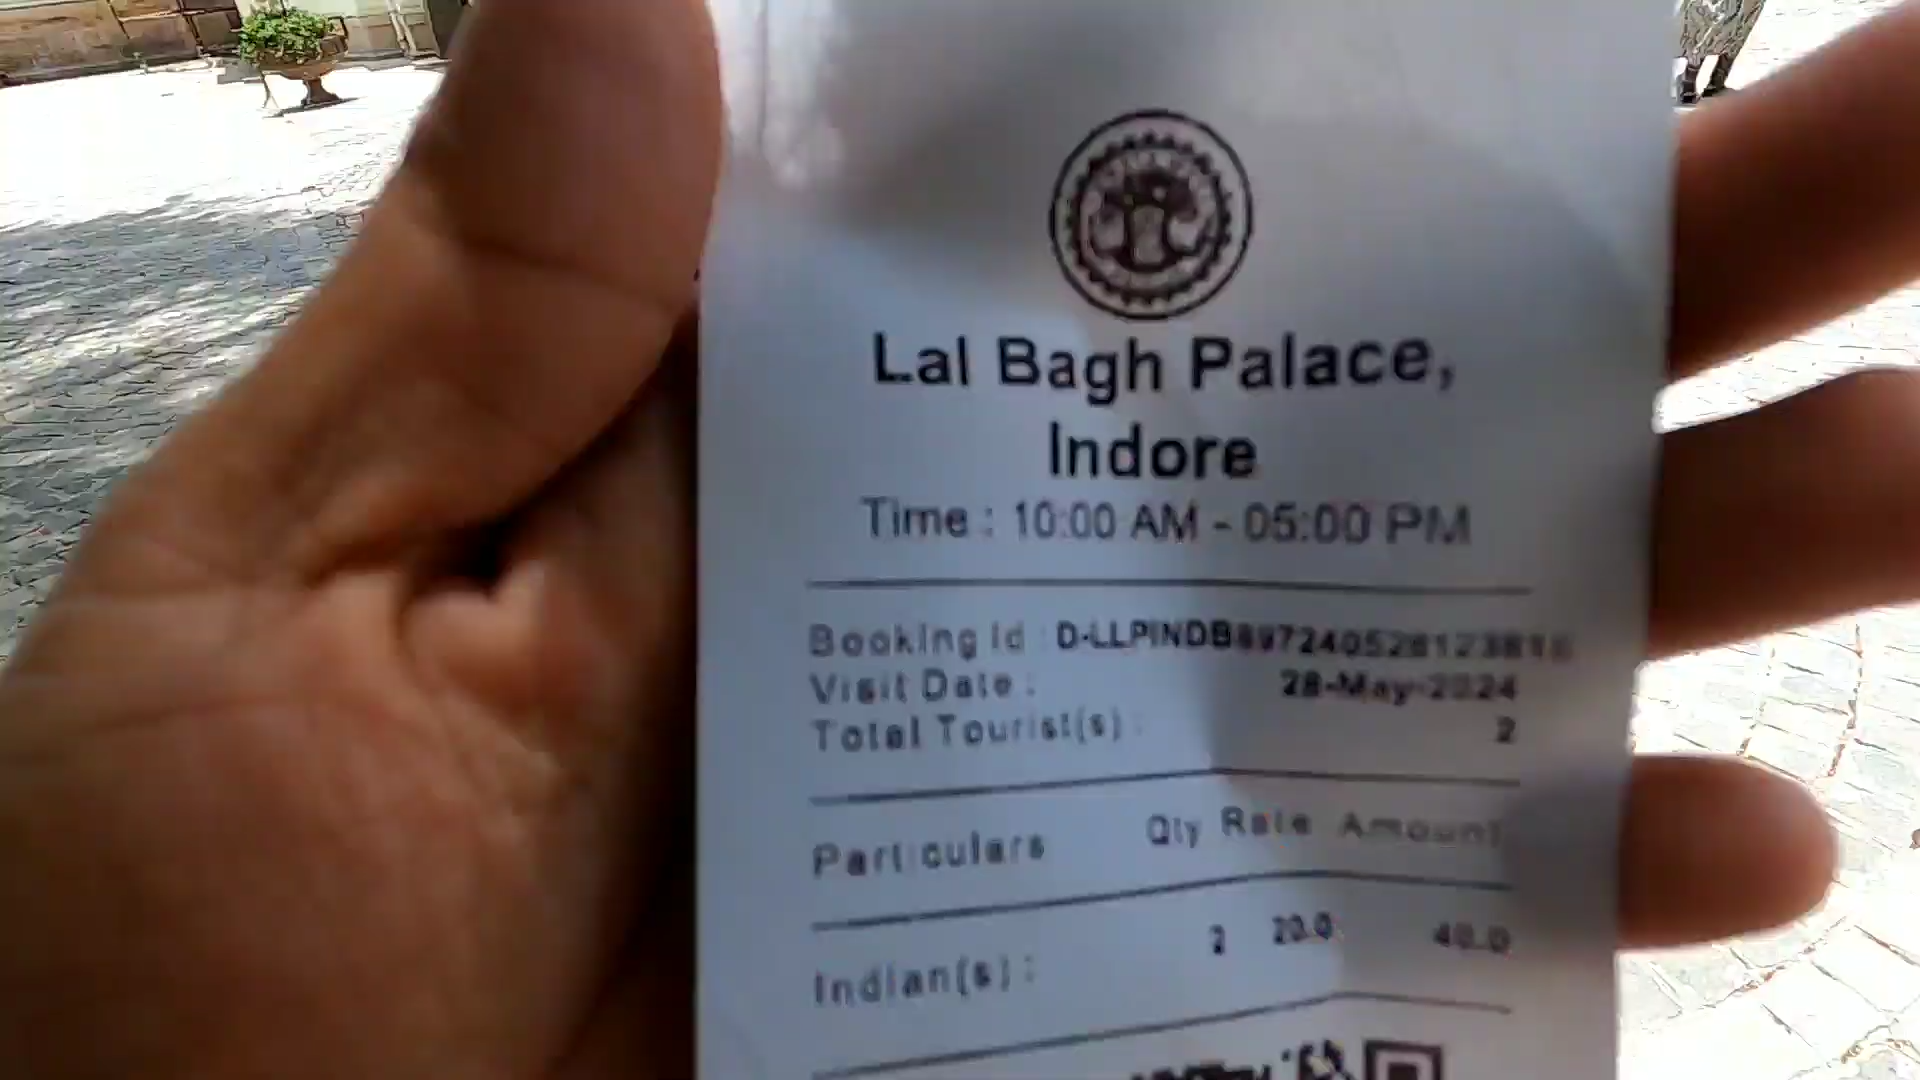 Lal Bagh Palace,
Indore
Time : 10:00 AM - 05:00 PM
Booking Id
Visit Date : 28-May-2024
Total Tourist(s) : 2
Particulars Qty Rate Amount
Indian(s) : 2 20.0 40.0